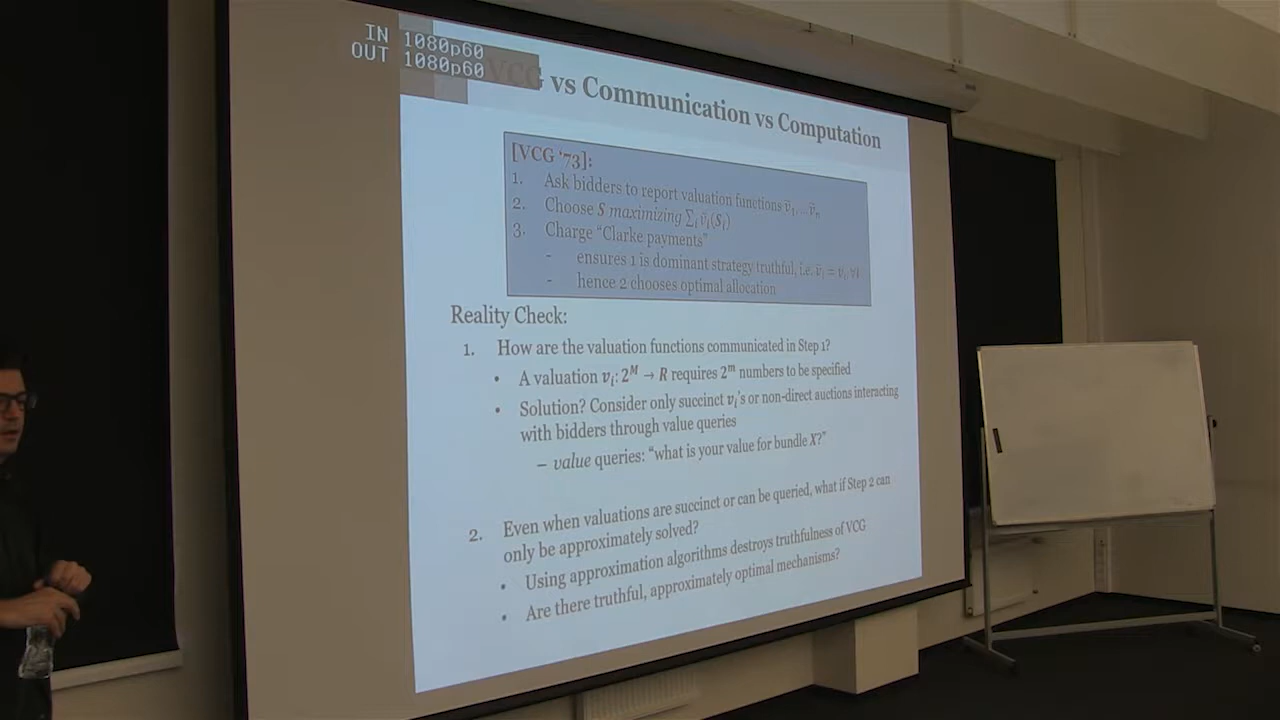 IN 1080p60
OUT 1080p60
VCG vs Communication vs Computation
[VCG '73]:
1. Ask bidders to report valuation functions ṽ₁,...ṽₙ
2. Choose S maximizing ∑ᵢ ṽᵢ(Sᵢ)
3. Charge “Clarke payments”
- ensures 1 is dominant strategy truthful, i.e. ṽᵢ = vᵢ, ∀i
- hence 2 chooses optimal allocation
Reality Check:
1. How are the valuation functions communicated in Step 1?
• A valuation vᵢ: 2ᴹ → R requires 2ᵐ numbers to be specified
• Solution? Consider only succinct vᵢ's or non-direct auctions interacting
with bidders through value queries
– value queries: “what is your value for bundle X?”
2. Even when valuations are succinct or can be queried, what if Step 2 can
only be approximately solved?
• Using approximation algorithms destroys truthfulness of VCG
• Are there truthful, approximately optimal mechanisms?